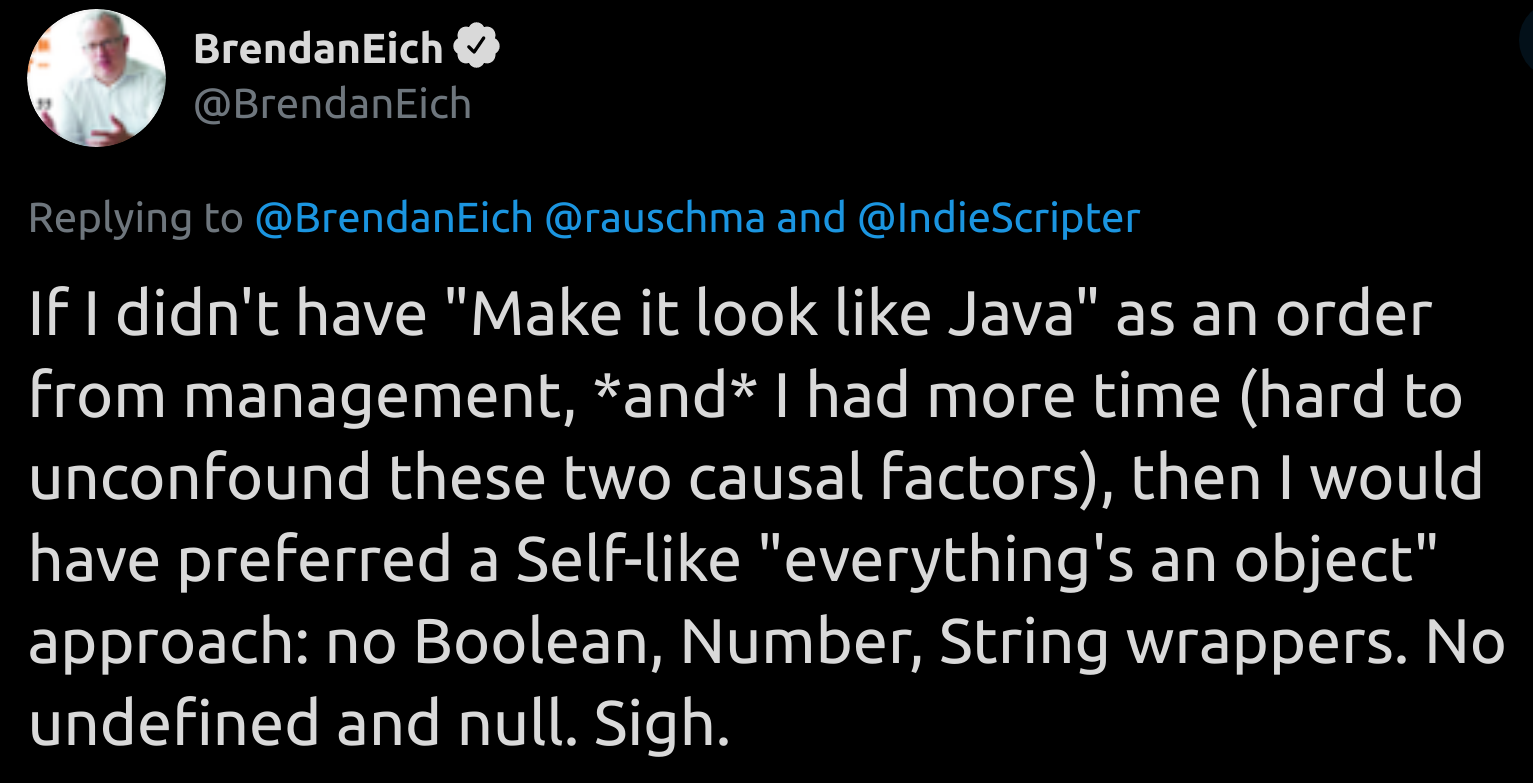 BrendanEich
@BrendanEich
Replying to @BrendanEich @rauschma and @IndieScripter
If I didn't have "Make it look like Java" as an order
from management, *and* I had more time (hard to
unconfound these two causal factors), then I would
have preferred a Self-like "everything's an object"
approach: no Boolean, Number, String wrappers. No
undefined and null. Sigh.